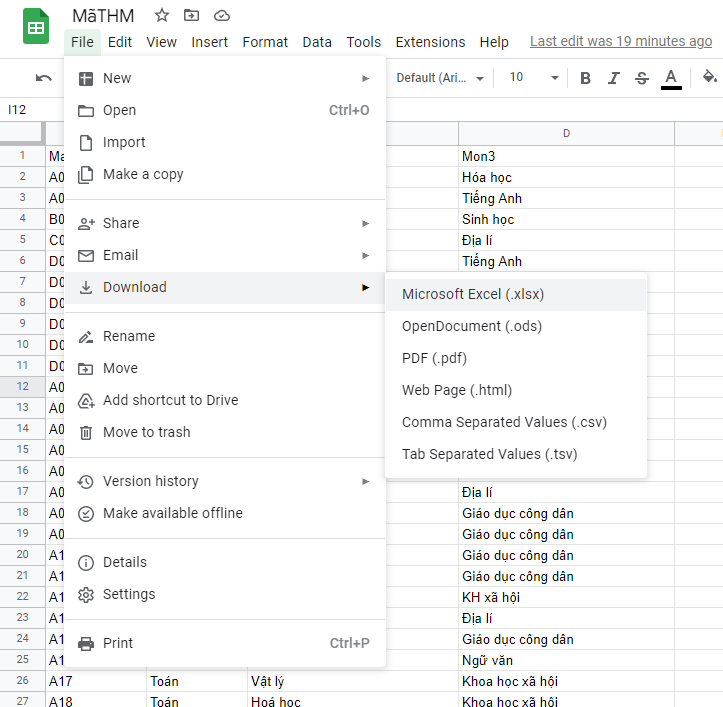 MãTHM
File Edit View Insert Format Data Tools Extensions Help Last edit was 19 minutes ago
Default (Ari... 10 B I S A
I12
D
New
Open Ctrl+O
Import
Make a copy
Share
Email
Download
Rename
Move
Add shortcut to Drive
Move to trash
Version history
Make available offline
Details
Settings
Print Ctrl+P
Microsoft Excel (.xlsx)
OpenDocument (.ods)
PDF (.pdf)
Web Page (.html)
Comma Separated Values (.csv)
Tab Separated Values (.tsv)
1 Ma Mon3
2 A0 Hóa học
3 A0 Tiếng Anh
4 B0 Sinh học
5 C0 Địa lí
6 D0 Tiếng Anh
7 D0
8 D0
9 D0
10 D0
11 D0
12 A0
13 A0
14 A0
15 A0
16 A0
17 A0 Địa lí
18 A0 Giáo dục công dân
19 A0 Giáo dục công dân
20 A1 Giáo dục công dân
21 A1 Giáo dục công dân
22 A1 KH xã hội
23 A1 Địa lí
24 A1 Giáo dục công dân
25 A1 Ngữ văn
26 A17 Toán Vật lý Khoa học xã hội
27 A18 Toán Hoá học Khoa học xã hội